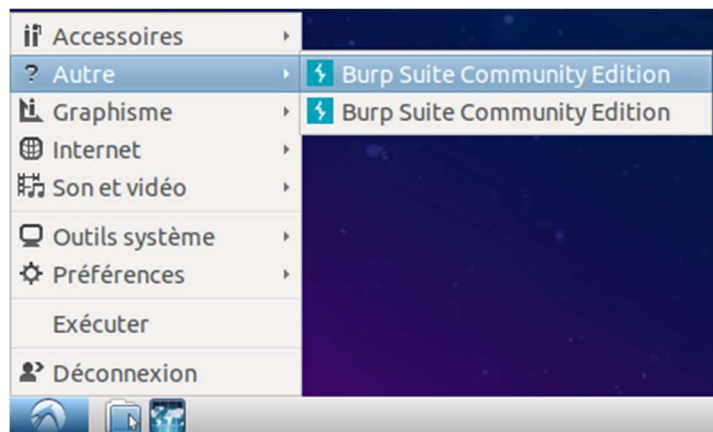 Accessoires
Autre
Burp Suite Community Edition
Graphisme
Burp Suite Community Edition
Internet
Son et vidéo
Outils système
Préférences
Exécuter
Déconnexion